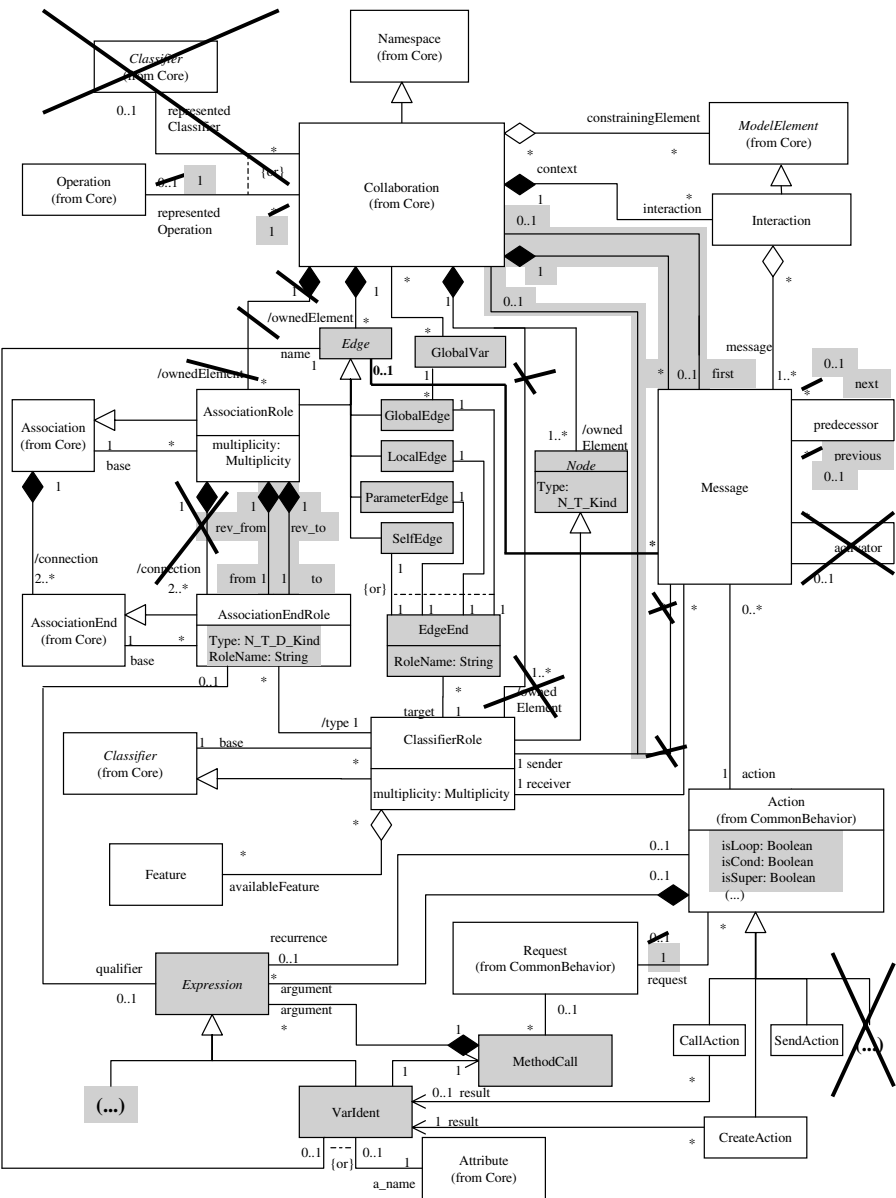 Namespace
(from Core)
Classifier
(from Core)
0..1
represented
Classifier
*
{or}
Operation
(from Core)
0..1
1
represented
Operation
*
1
Collaboration
(from Core)
constrainingElement
*
*
ModelElement
(from Core)
context
1
*
interaction
Interaction
0..1
1
0..1
*
message
1..*
1
/ownedElement
1
*
*
*
1
name
1
Edge
0..1
GlobalVar
1
*
/ownedElement
*
*
0..1
first
0..1
next
*
predecessor
*
previous
0..1
Message
activator
0..1
Association
(from Core)
1
base
*
AssociationRole
multiplicity:
Multiplicity
GlobalEdge
1
LocalEdge
1
ParameterEdge
1
SelfEdge
1
{or}
/owned
Element
1..*
Node
Type:
N_T_Kind
*
1
1
1
1
rev_from
rev_to
/connection
2..*
/connection
2..*
from
1
1
to
AssociationEnd
(from Core)
1
base
*
AssociationEndRole
Type: N_T_D_Kind
RoleName: String
0..1
*
1
1
1
1
EdgeEnd
RoleName: String
*
target
1
1..*
/owned
Element
*
0..*
/type 1
Classifier
(from Core)
1
base
*
ClassifierRole
multiplicity: Multiplicity
1 sender
1 receiver
*
1
action
Action
(from CommonBehavior)
isLoop: Boolean
isCond: Boolean
isSuper: Boolean
(...)
Feature
*
availableFeature
0..1
0..1
*
recurrence
0..1
qualifier
0..1
Expression
*
argument
argument
*
Request
(from CommonBehavior)
0..1
1
request
0..1
*
1
1
MethodCall
1
CallAction
SendAction
(...)
*
(...)
VarIdent
0..1
result
1
result
CreateAction
*
0..1
{or}
0..1
1
a_name
Attribute
(from Core)